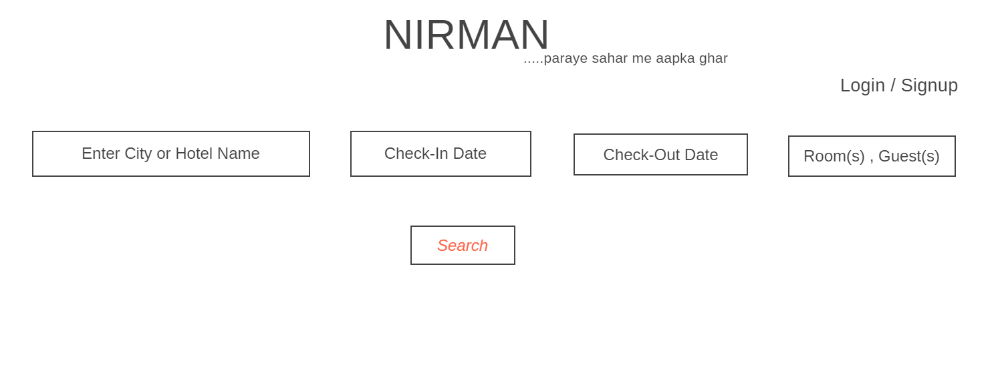 NIRMAN
.....paraye sahar me aapka ghar
Login / Signup
Enter City or Hotel Name
Check-In Date
Check-Out Date
Room(s) , Guest(s)
Search